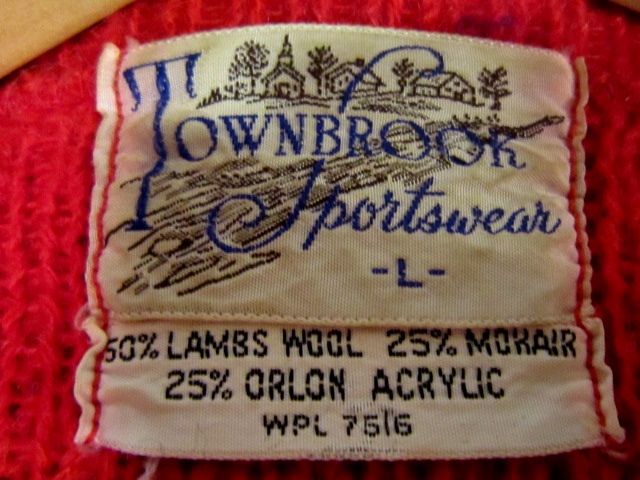 TOWNBROOK
Sportswear
-L-
50% LAMBS WOOL 25% MOHAIR
25% ORLON ACRYLIC
WPL 7516